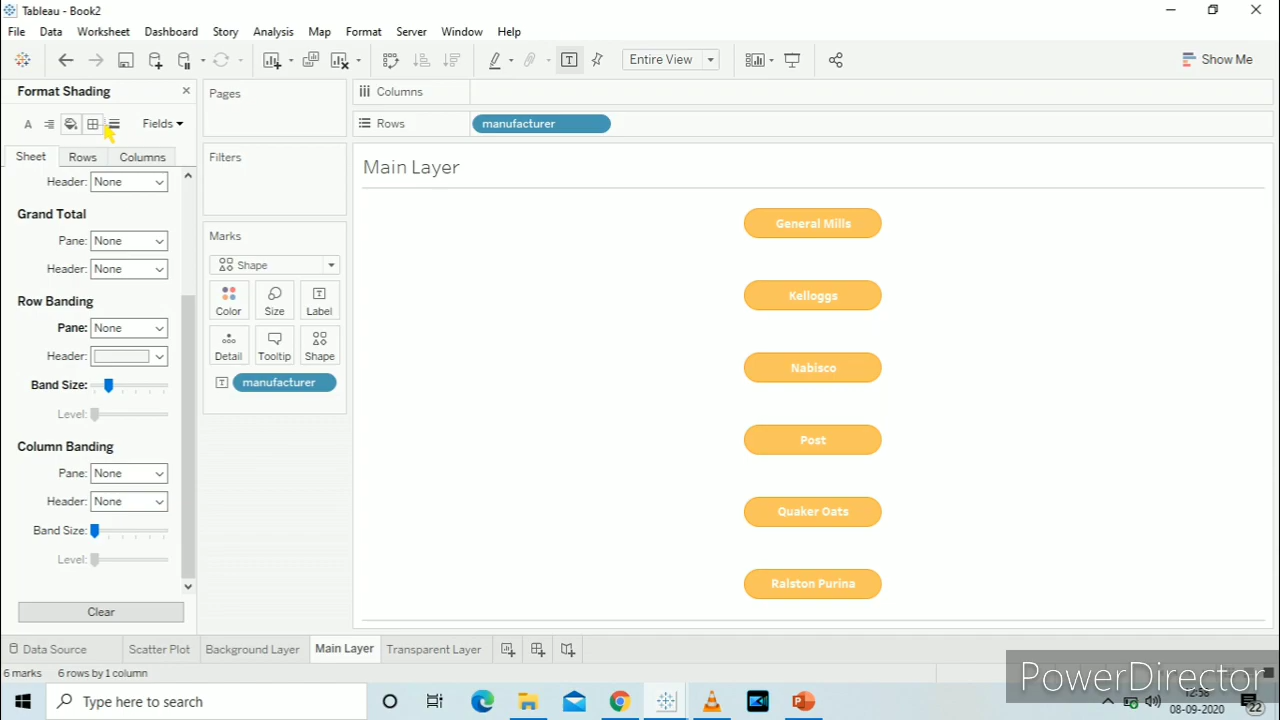 Tableau - Book2
File Data Worksheet Dashboard Story Analysis Map Format Server Window Help
Entire View
Show Me
Format Shading
A
Fields
Sheet Rows Columns
Header: None
Grand Total
Pane: None
Header: None
Row Banding
Pane: None
Header:
Band Size:
Level:
Column Banding
Pane: None
Header: None
Band Size:
Level:
Clear
Pages
Filters
Marks
Shape
Color Size Label
Detail Tooltip Shape
T manufacturer
Columns
Rows manufacturer
Main Layer
General Mills
Kelloggs
Nabisco
Post
Quaker Oats
Ralston Purina
Data Source Scatter Plot Background Layer Main Layer Transparent Layer
6 marks 6 rows by 1 column
PowerDirector
Type here to search
12:58
08-09-2020
22